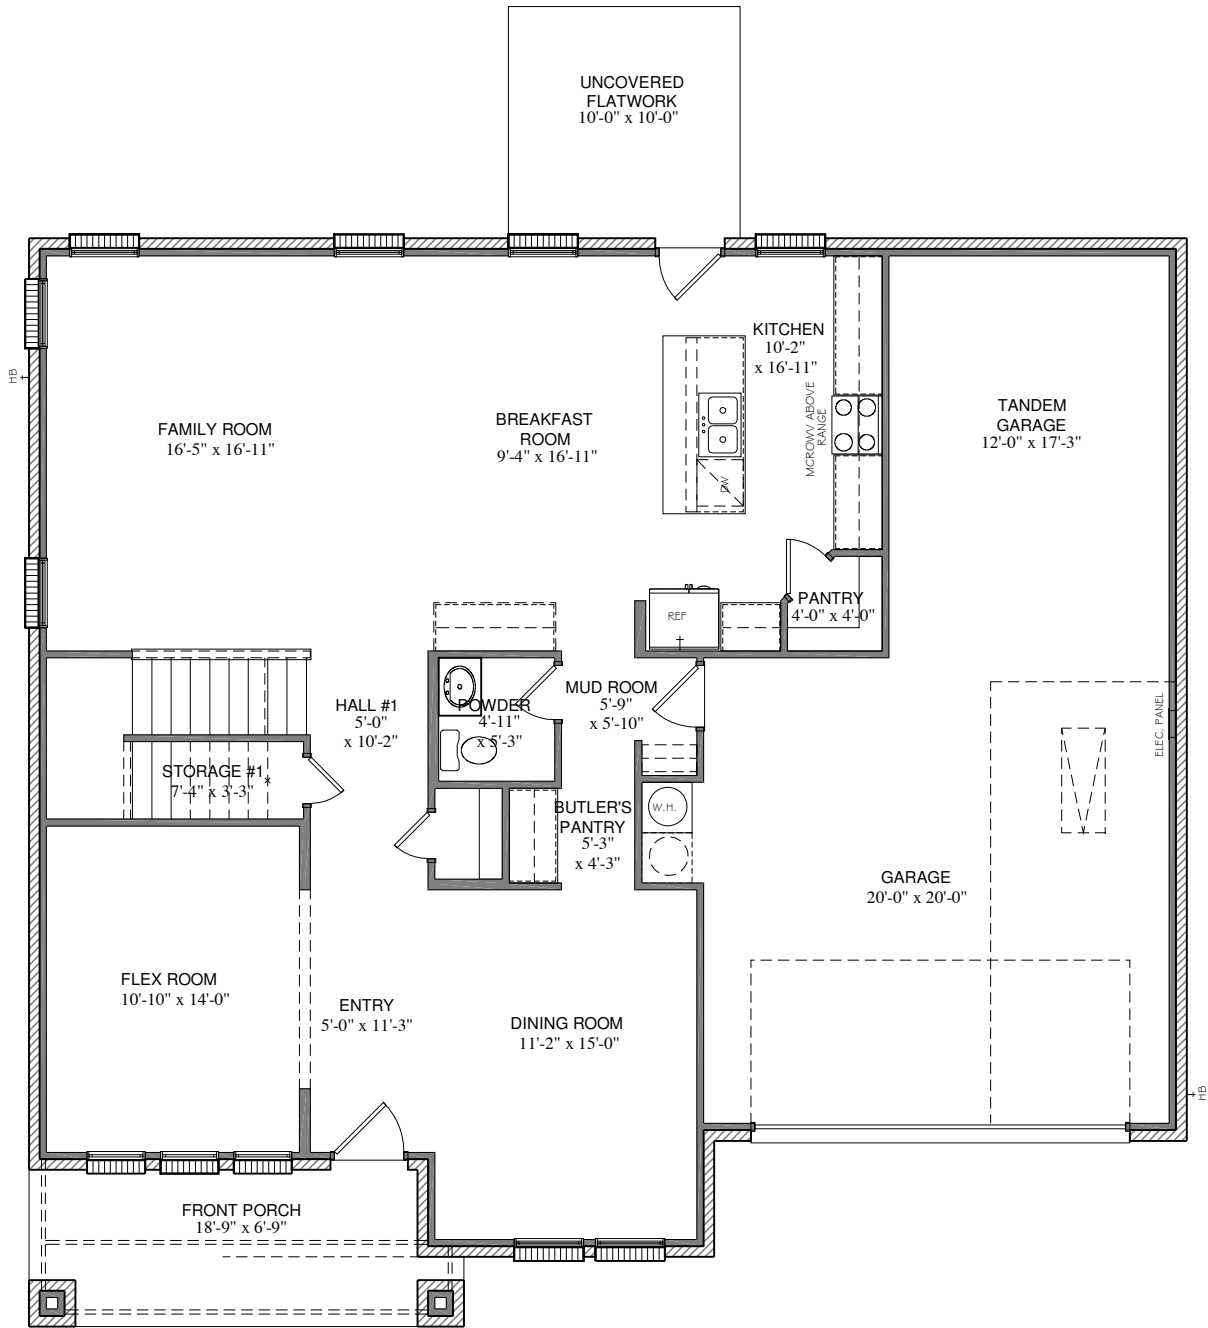 UNCOVERED
FLATWORK
10'-0" x 10'-0"
KITCHEN
10'-2"
x 16'-11"
HB
MCROWV ABOVE
RANGE
FAMILY ROOM
16'-5" x 16'-11"
BREAKFAST
ROOM
9'-4" x 16'-11"
TANDEM
GARAGE
12'-0" x 17'-3"
DW
REF
PANTRY
4'-0" x 4'-0"
HALL #1
5'-0"
x 10'-2"
POWDER
4'-11"
x 5'-3"
MUD ROOM
5'-9"
x 5'-10"
ELEC. PANEL
STORAGE #1
7'-4" x 3'-3"
BUTLER'S
PANTRY
5'-3"
x 4'-3"
W.H.
GARAGE
20'-0" x 20'-0"
FLEX ROOM
10'-10" x 14'-0"
ENTRY
5'-0" x 11'-3"
DINING ROOM
11'-2" x 15'-0"
HB
FRONT PORCH
18'-9" x 6'-9"